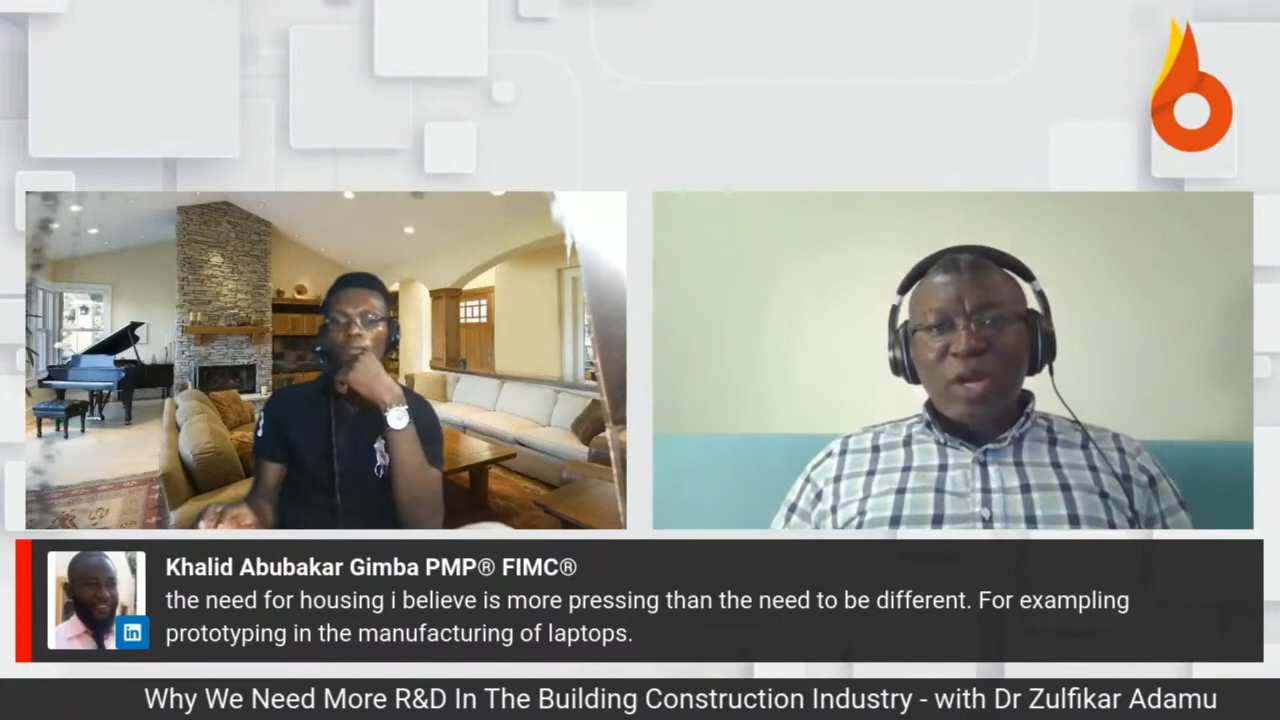 Khalid Abubakar Gimba PMP® FIMC®
the need for housing i believe is more pressing than the need to be different. For exampling
prototyping in the manufacturing of laptops.
in
Why We Need More R&D In The Building Construction Industry - with Dr Zulfikar Adamu